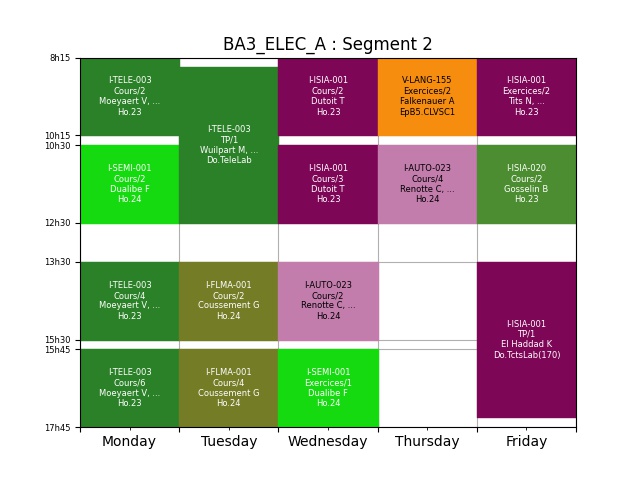 BA3_ELEC_A : Segment 2
8h15
I-TELE-003
Cours/2
Moeyaert V, ...
Ho.23
I-TELE-003
TP/1
Wuilpart M, ...
Do.TeleLab
I-ISIA-001
Cours/2
Dutoit T
Ho.23
V-LANG-155
Exercices/2
Falkenauer A
EpB5.CLVSC1
I-ISIA-001
Exercices/2
Tits N, ...
Ho.23
10h15
10h30
I-SEMI-001
Cours/2
Dualibe F
Ho.24
I-ISIA-001
Cours/3
Dutoit T
Ho.23
I-AUTO-023
Cours/4
Renotte C, ...
Ho.24
I-ISIA-020
Cours/2
Gosselin B
Ho.23
12h30
13h30
I-TELE-003
Cours/4
Moeyaert V, ...
Ho.23
I-FLMA-001
Cours/2
Coussement G
Ho.24
I-AUTO-023
Cours/2
Renotte C, ...
Ho.24
I-ISIA-001
TP/1
El Haddad K
Do.TctsLab(170)
15h30
15h45
I-TELE-003
Cours/6
Moeyaert V, ...
Ho.23
I-FLMA-001
Cours/4
Coussement G
Ho.24
I-SEMI-001
Exercices/1
Dualibe F
Ho.24
17h45
Monday
Tuesday
Wednesday
Thursday
Friday